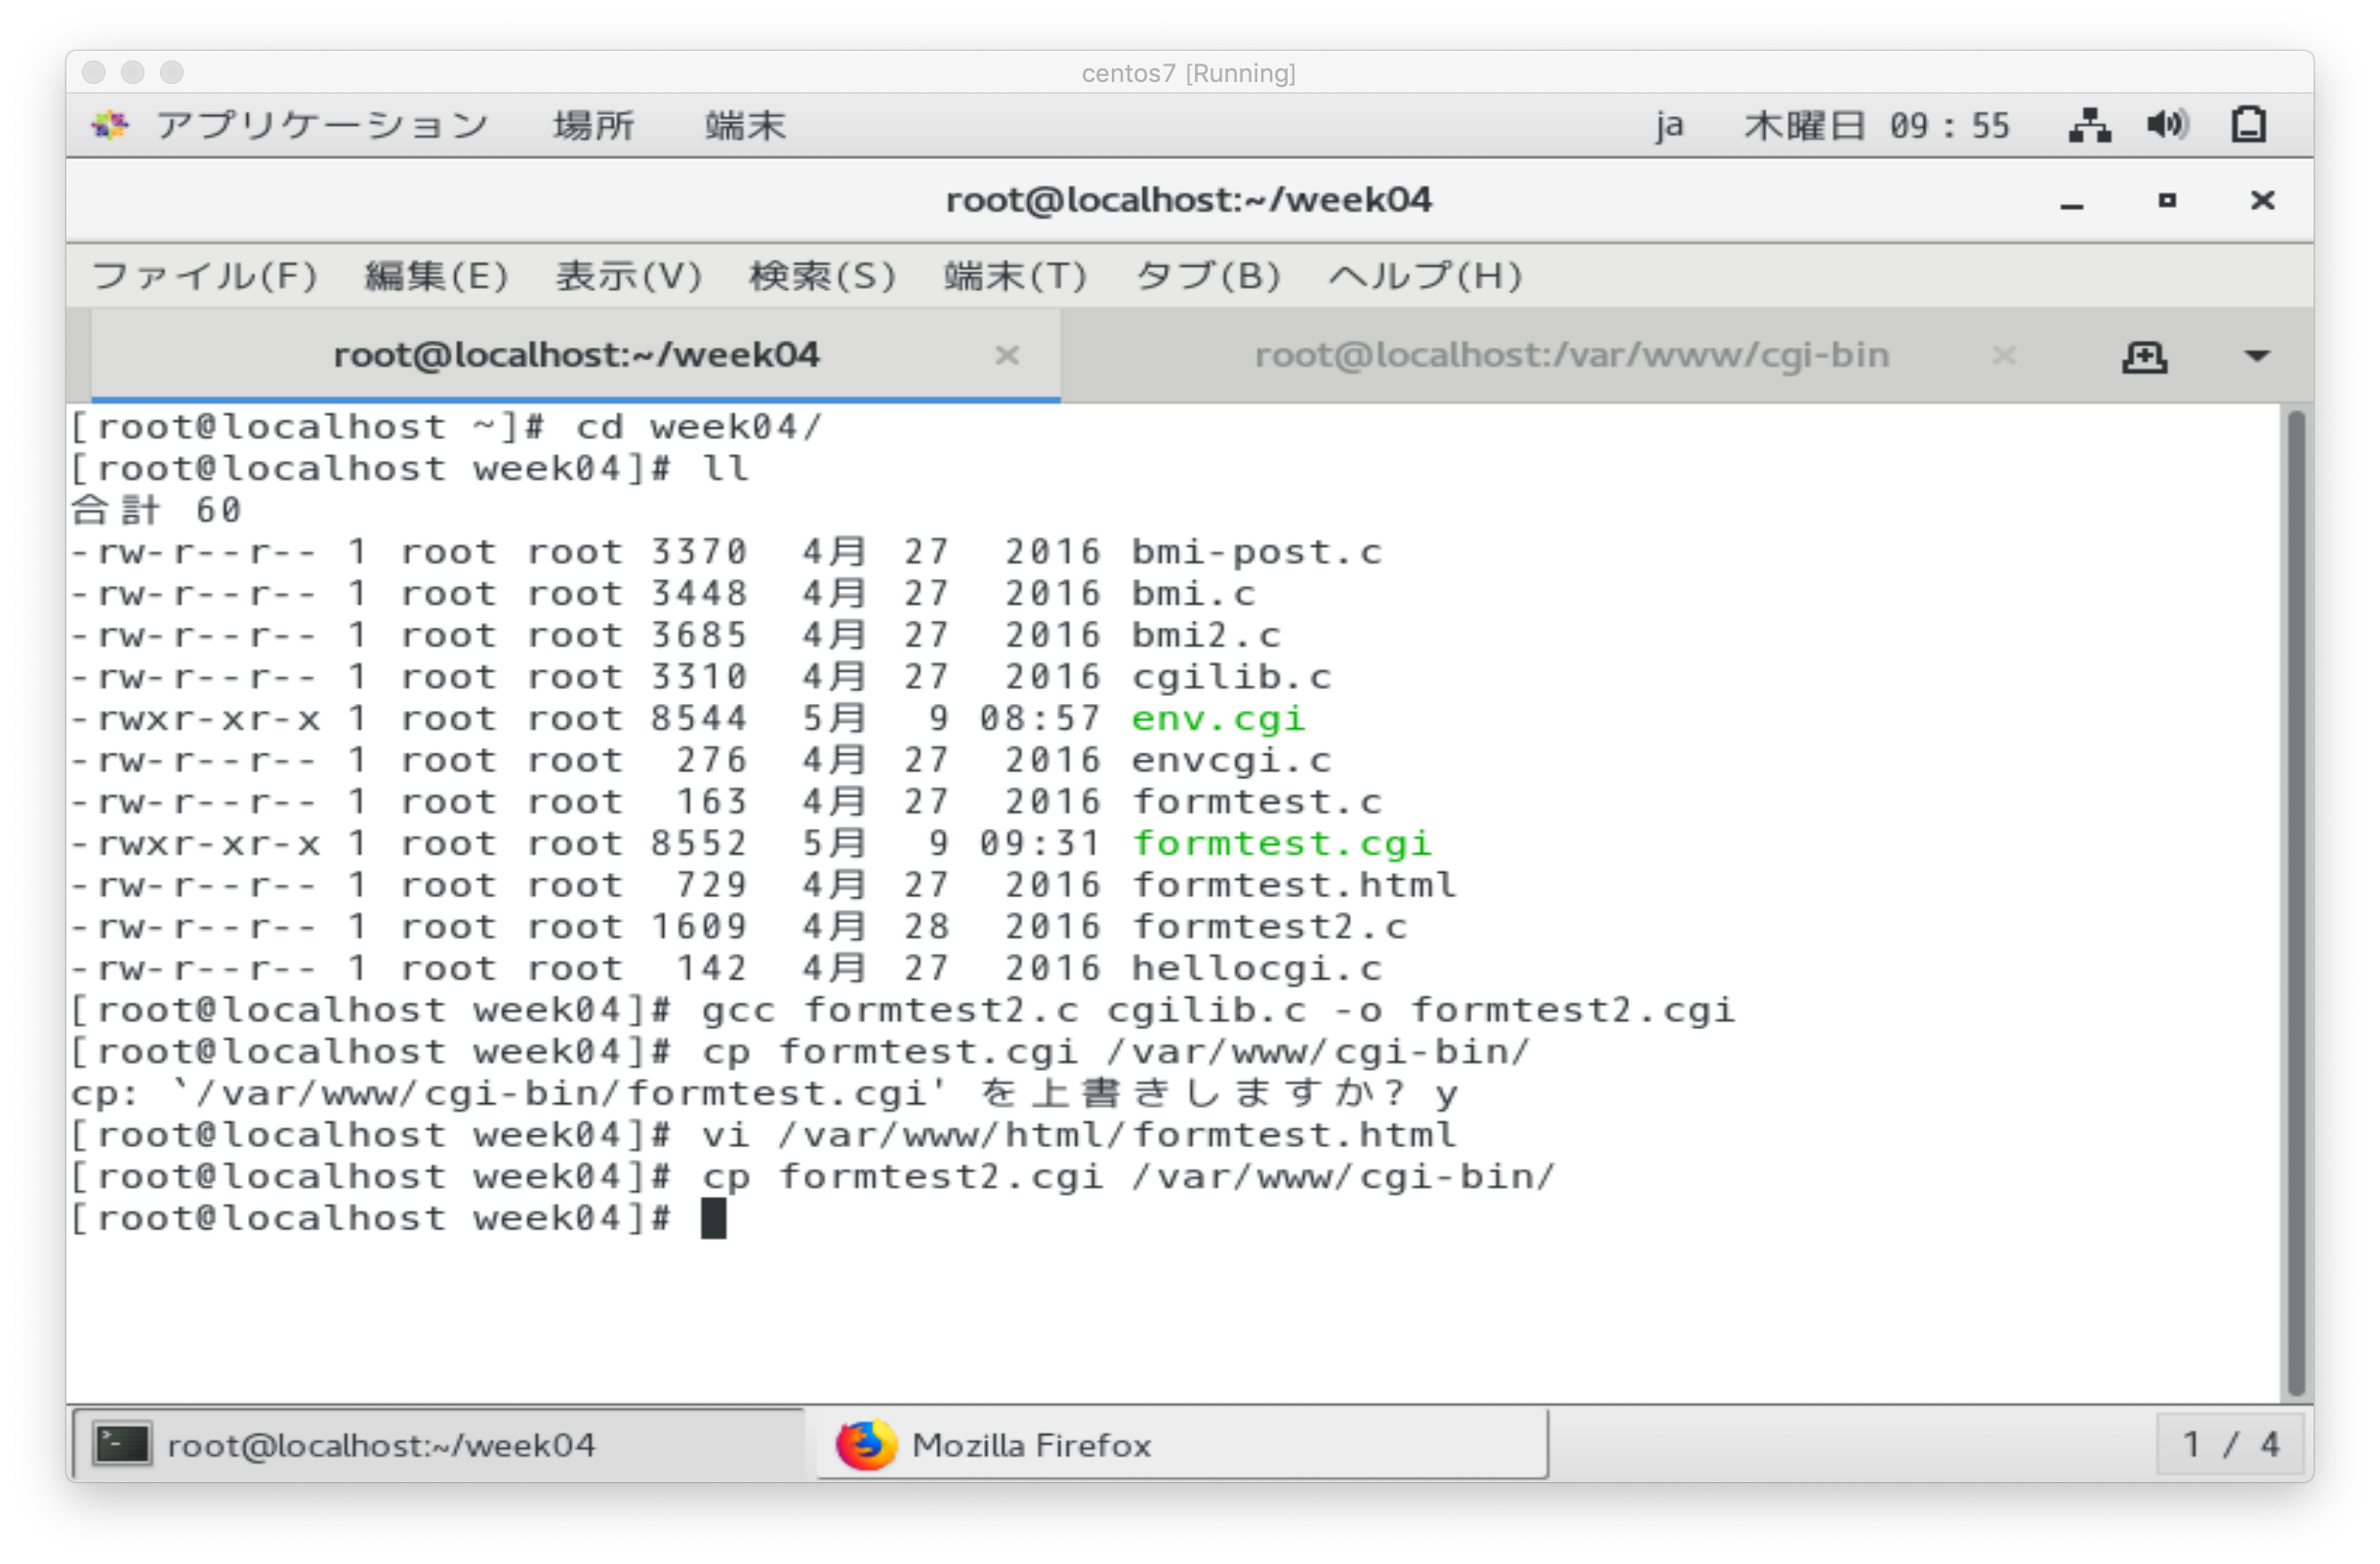 centos7 [Running]
アプリケーション 場所 端末 ja 木曜日 09：55
root@localhost:~/week04
ファイル(F) 編集(E) 表示(V) 検索(S) 端末(T) タブ(B) ヘルプ(H)
root@localhost:~/week04 root@localhost:/var/www/cgi-bin
[root@localhost ~]# cd week04/
[root@localhost week04]# ll
合計 60
-rw-r--r-- 1 root root 3370  4月 27  2016 bmi-post.c
-rw-r--r-- 1 root root 3448  4月 27  2016 bmi.c
-rw-r--r-- 1 root root 3685  4月 27  2016 bmi2.c
-rw-r--r-- 1 root root 3310  4月 27  2016 cgilib.c
-rwxr-xr-x 1 root root 8544  5月  9 08:57 env.cgi
-rw-r--r-- 1 root root  276  4月 27  2016 envcgi.c
-rw-r--r-- 1 root root  163  4月 27  2016 formtest.c
-rwxr-xr-x 1 root root 8552  5月  9 09:31 formtest.cgi
-rw-r--r-- 1 root root  729  4月 27  2016 formtest.html
-rw-r--r-- 1 root root 1609  4月 28  2016 formtest2.c
-rw-r--r-- 1 root root  142  4月 27  2016 hellocgi.c
[root@localhost week04]# gcc formtest2.c cgilib.c -o formtest2.cgi
[root@localhost week04]# cp formtest.cgi /var/www/cgi-bin/
cp: `/var/www/cgi-bin/formtest.cgi' を上書きしますか? y
[root@localhost week04]# vi /var/www/html/formtest.html
[root@localhost week04]# cp formtest2.cgi /var/www/cgi-bin/
[root@localhost week04]#
root@localhost:~/week04 Mozilla Firefox 1 / 4